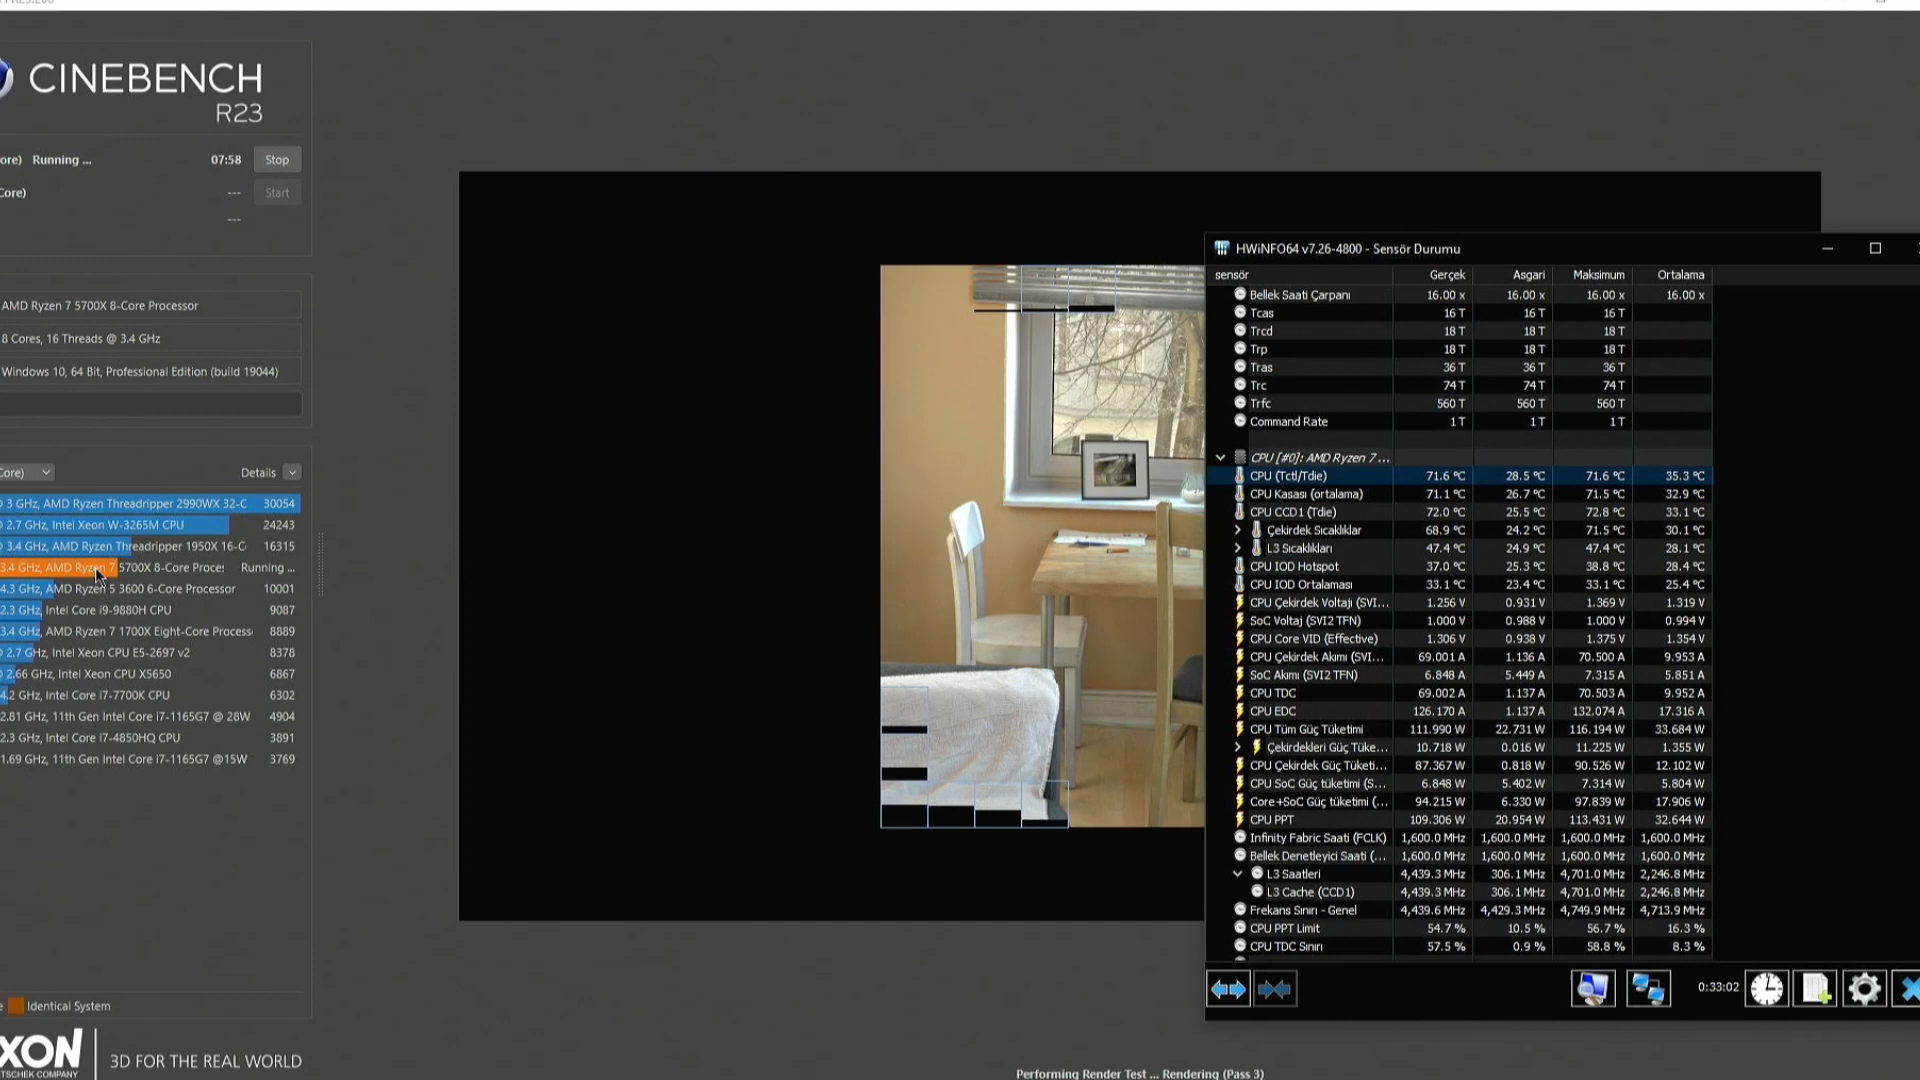 CINEBENCH
R23
ore) Running ... 07:58 Stop
Core) --- Start
---
AMD Ryzen 7 5700X 8-Core Processor
8 Cores, 16 Threads @ 3.4 GHz
Windows 10, 64 Bit, Professional Edition (build 19044)
Core) Details
3 GHz, AMD Ryzen Threadripper 2990WX 32-C 30054
2.7 GHz, Intel Xeon W-3265M CPU 24243
3.4 GHz, AMD Ryzen Threadripper 1950X 16-C 16315
3.4 GHz, AMD Ryzen 7 5700X 8-Core Proce: Running ...
4.3 GHz, AMD Ryzen 5 3600 6-Core Processor 10001
2.3 GHz, Intel Core i9-9880H CPU 9087
3.4 GHz, AMD Ryzen 7 1700X Eight-Core Process 8889
2.7 GHz, Intel Xeon CPU E5-2697 v2 8378
2.66 GHz, Intel Xeon CPU X5650 6867
4.2 GHz, Intel Core i7-7700K CPU 6302
2.81 GHz, 11th Gen Intel Core i7-1165G7 @ 28W 4904
2.3 GHz, Intel Core i7-4850HQ CPU 3891
1.69 GHz, 11th Gen Intel Core i7-1165G7 @15W 3769
Identical System
XON
TSCHEK COMPANY
3D FOR THE REAL WORLD
Performing Render Test ... Rendering (Pass 3)
HWiNFO64 v7.26-4800 - Sensör Durumu
sensör Gerçek Asgari Maksimum Ortalama
Bellek Saati Çarpanı 16.00 x 16.00 x 16.00 x 16.00 x
Tcas 16 T 16 T 16 T
Trcd 18 T 18 T 18 T
Trp 18 T 18 T 18 T
Tras 36 T 36 T 36 T
Trc 74 T 74 T 74 T
Trfc 560 T 560 T 560 T
Command Rate 1 T 1 T 1 T
CPU [#0]: AMD Ryzen 7 ...
CPU (Tctl/Tdie) 71.6 °C 28.5 °C 71.6 °C 35.3 °C
CPU Kasası (ortalama) 71.1 °C 26.7 °C 71.5 °C 32.9 °C
CPU CCD1 (Tdie) 72.0 °C 25.5 °C 72.8 °C 33.1 °C
Çekirdek Sıcaklıklar 68.9 °C 24.2 °C 71.5 °C 30.1 °C
L3 Sıcaklıkları 47.4 °C 24.9 °C 47.4 °C 28.1 °C
CPU IOD Hotspot 37.0 °C 25.3 °C 38.8 °C 28.4 °C
CPU IOD Ortalaması 33.1 °C 23.4 °C 33.1 °C 25.4 °C
CPU Çekirdek Voltajı (SVI... 1.256 V 0.931 V 1.369 V 1.319 V
SoC Voltaj (SVI2 TFN) 1.000 V 0.988 V 1.000 V 0.994 V
CPU Core VID (Effective) 1.306 V 0.938 V 1.375 V 1.354 V
CPU Çekirdek Akımı (SVI... 69.001 A 1.136 A 70.500 A 9.953 A
SoC Akımı (SVI2 TFN) 6.848 A 5.449 A 7.315 A 5.851 A
CPU TDC 69.002 A 1.137 A 70.503 A 9.952 A
CPU EDC 126.170 A 1.137 A 132.074 A 17.316 A
CPU Tüm Güç Tüketimi 111.990 W 22.731 W 116.194 W 33.684 W
Çekirdekleri Güç Tüke... 10.718 W 0.016 W 11.225 W 1.355 W
CPU Çekirdek Güç Tüketi... 87.367 W 0.818 W 90.526 W 12.102 W
CPU SoC Güç tüketimi (S... 6.848 W 5.402 W 7.314 W 5.804 W
Core+SoC Güç tüketimi (... 94.215 W 6.330 W 97.839 W 17.906 W
CPU PPT 109.306 W 20.954 W 113.431 W 32.644 W
Infinity Fabric Saati (FCLK) 1,600.0 MHz 1,600.0 MHz 1,600.0 MHz 1,600.0 MHz
Bellek Denetleyici Saati (... 1,600.0 MHz 1,600.0 MHz 1,600.0 MHz 1,600.0 MHz
L3 Saatleri 4,439.3 MHz 306.1 MHz 4,701.0 MHz 2,246.8 MHz
L3 Cache (CCD1) 4,439.3 MHz 306.1 MHz 4,701.0 MHz 2,246.8 MHz
Frekans Sınırı - Genel 4,439.6 MHz 4,429.3 MHz 4,749.9 MHz 4,713.9 MHz
CPU PPT Limit 54.7 % 10.5 % 56.7 % 16.3 %
CPU TDC Sınırı 57.5 % 0.9 % 58.8 % 8.3 %
0:33:02